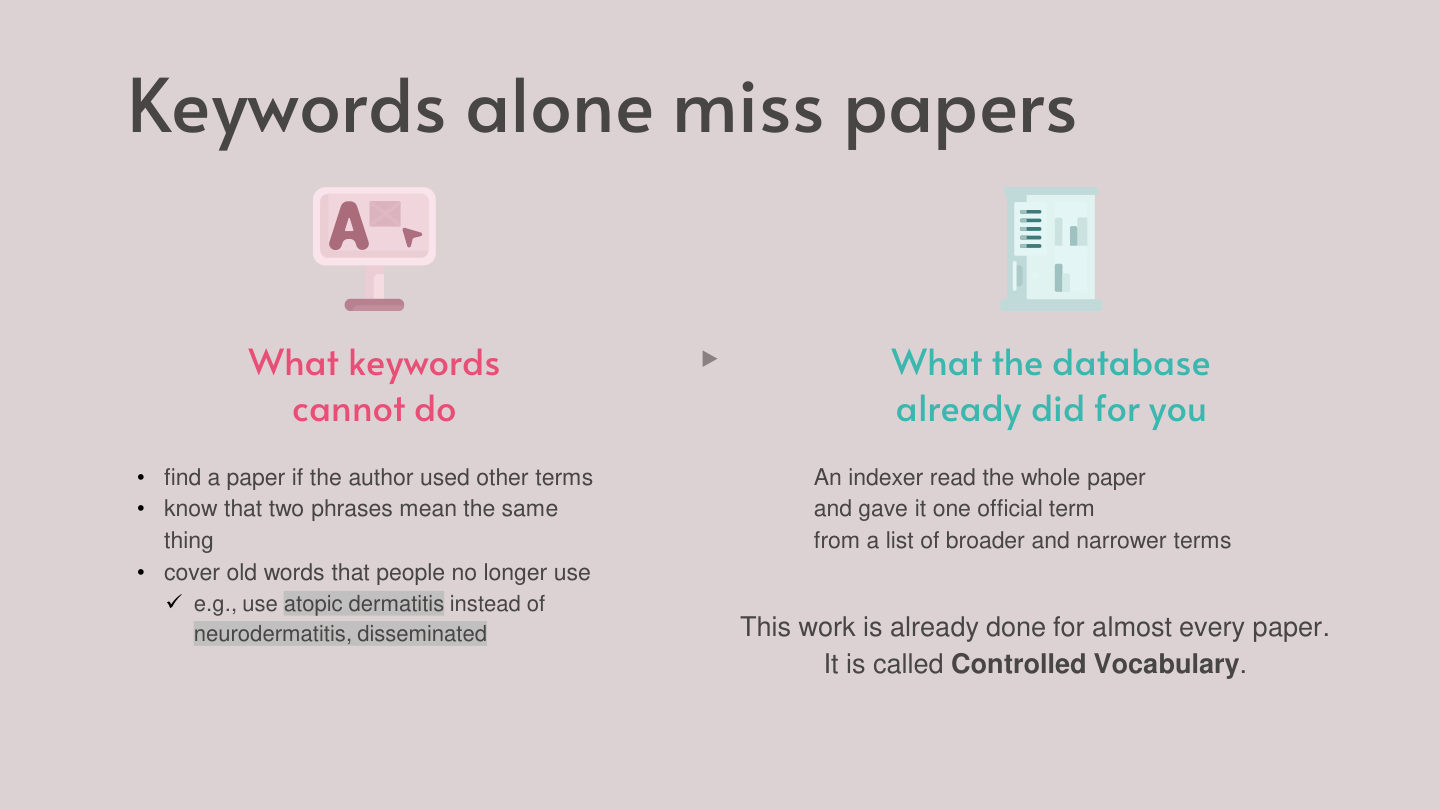 Keywords alone miss papers
A
What keywords
cannot do
• find a paper if the author used other terms
• know that two phrases mean the same
thing
• cover old words that people no longer use
✓ e.g., use atopic dermatitis instead of
neurodermatitis, disseminated
What the database
already did for you
An indexer read the whole paper
and gave it one official term
from a list of broader and narrower terms
This work is already done for almost every paper.
It is called Controlled Vocabulary.